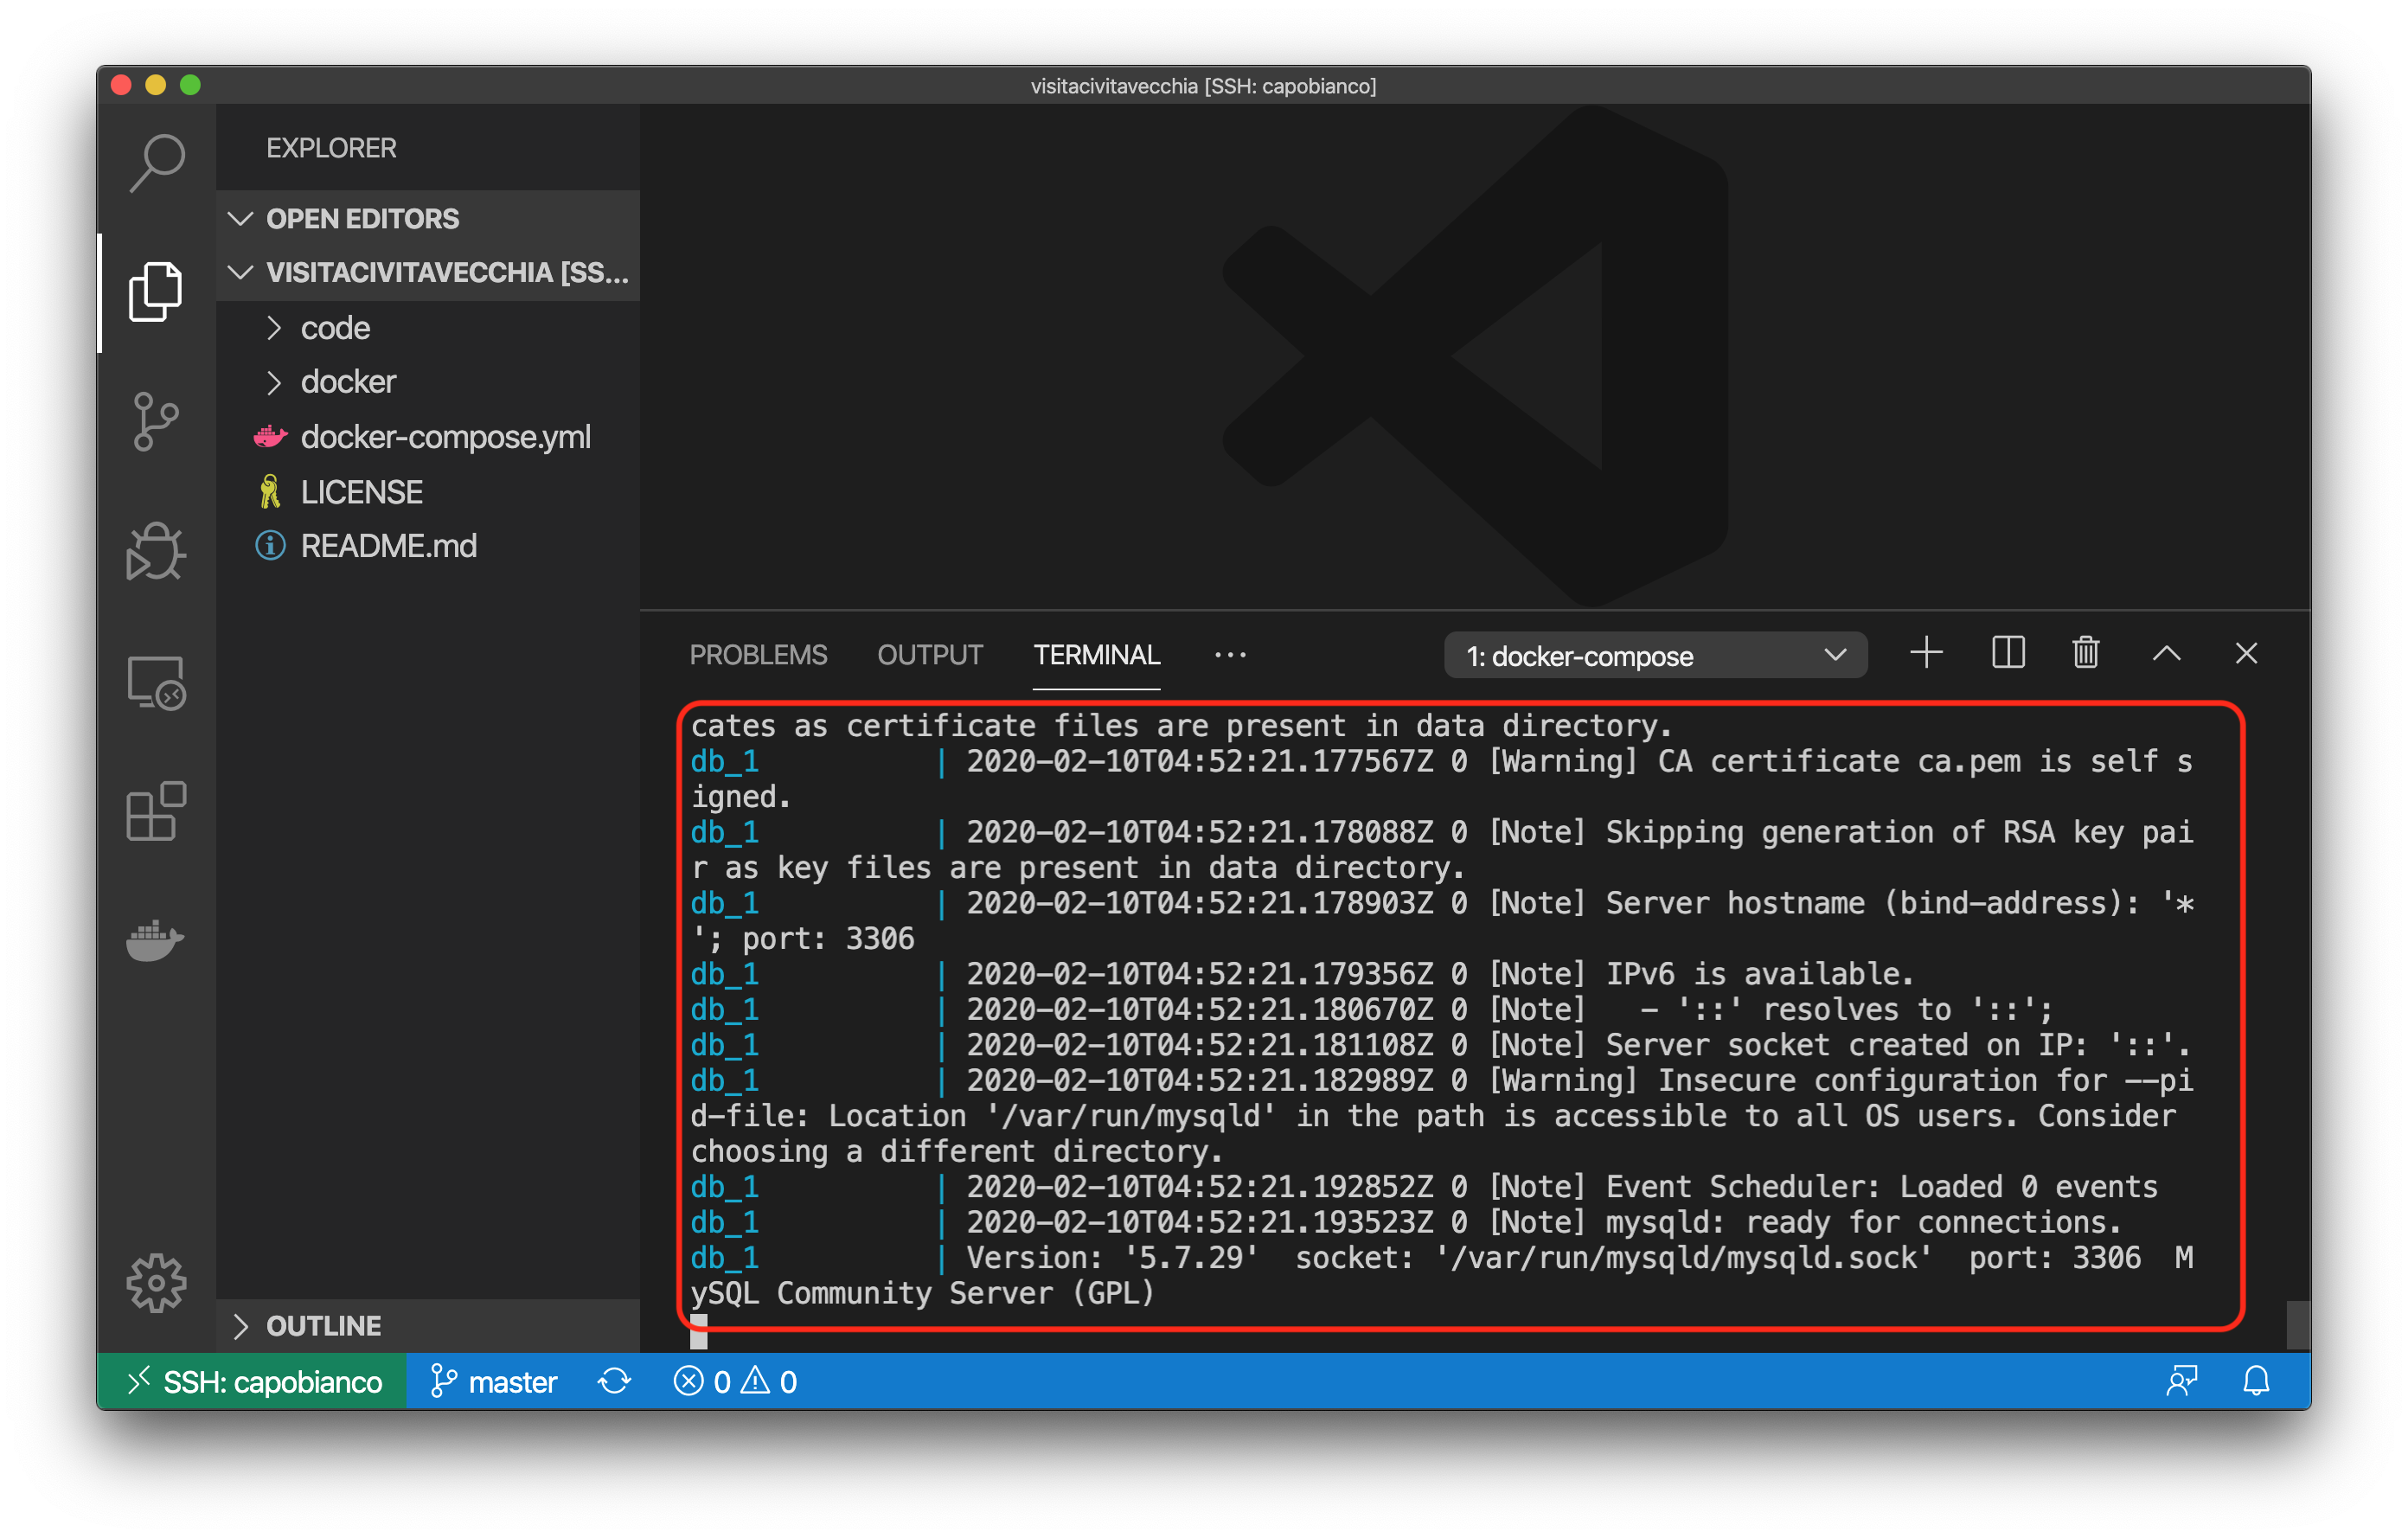 visitacivitavecchia [SSH: capobianco]
EXPLORER
OPEN EDITORS
VISITACIVITAVECCHIA [SS...
code
docker
docker-compose.yml
LICENSE
README.md
OUTLINE
PROBLEMS OUTPUT TERMINAL ... 1: docker-compose
cates as certificate files are present in data directory.
db_1 | 2020-02-10T04:52:21.177567Z 0 [Warning] CA certificate ca.pem is self s
igned.
db_1 | 2020-02-10T04:52:21.178088Z 0 [Note] Skipping generation of RSA key pai
r as key files are present in data directory.
db_1 | 2020-02-10T04:52:21.178903Z 0 [Note] Server hostname (bind-address): '*
'; port: 3306
db_1 | 2020-02-10T04:52:21.179356Z 0 [Note] IPv6 is available.
db_1 | 2020-02-10T04:52:21.180670Z 0 [Note]   - '::' resolves to '::';
db_1 | 2020-02-10T04:52:21.181108Z 0 [Note] Server socket created on IP: '::'.
db_1 | 2020-02-10T04:52:21.182989Z 0 [Warning] Insecure configuration for --pi
d-file: Location '/var/run/mysqld' in the path is accessible to all OS users. Consider
choosing a different directory.
db_1 | 2020-02-10T04:52:21.192852Z 0 [Note] Event Scheduler: Loaded 0 events
db_1 | 2020-02-10T04:52:21.193523Z 0 [Note] mysqld: ready for connections.
db_1 | Version: '5.7.29'  socket: '/var/run/mysqld/mysqld.sock'  port: 3306  M
ySQL Community Server (GPL)
SSH: capobianco master 0 0